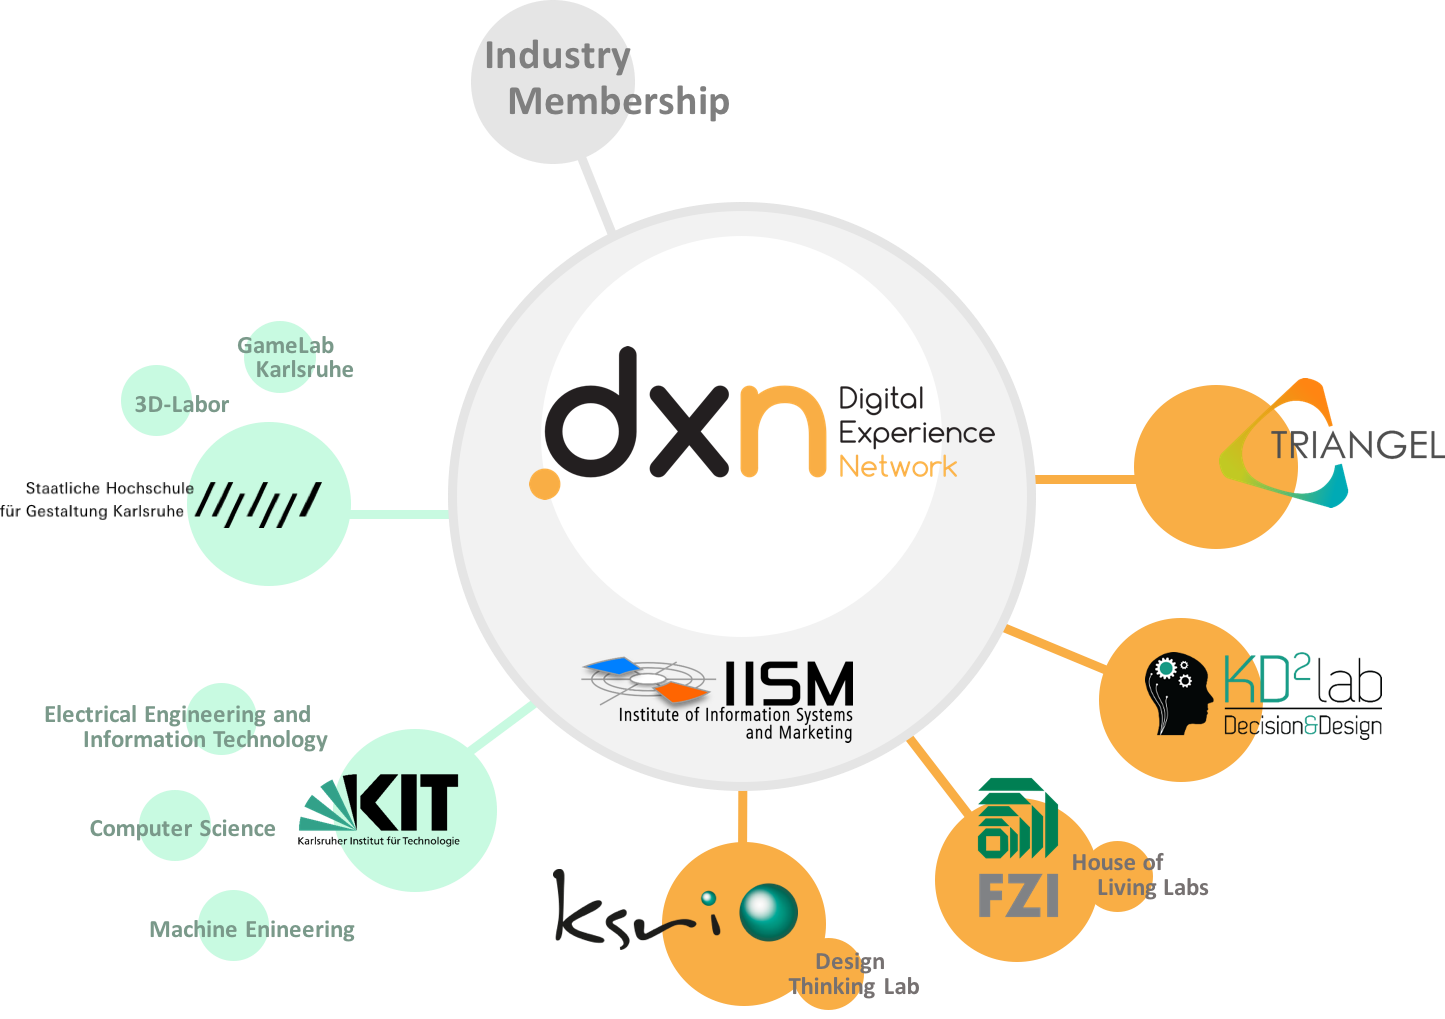 Industry
Membership
GameLab
Karlsruhe
3D-Labor
Staatliche Hochschule
für Gestaltung Karlsruhe
.dxn
Digital
Experience
Network
TRIANGEL
IISM
Institute of Information Systems
and Marketing
KD²lab
Decision&Design
Electrical Engineering and
Information Technology
KIT
Karlsruher Institut für Technologie
Computer Science
Machine Enineering
ksri
Design
Thinking Lab
FZI
House of
Living Labs